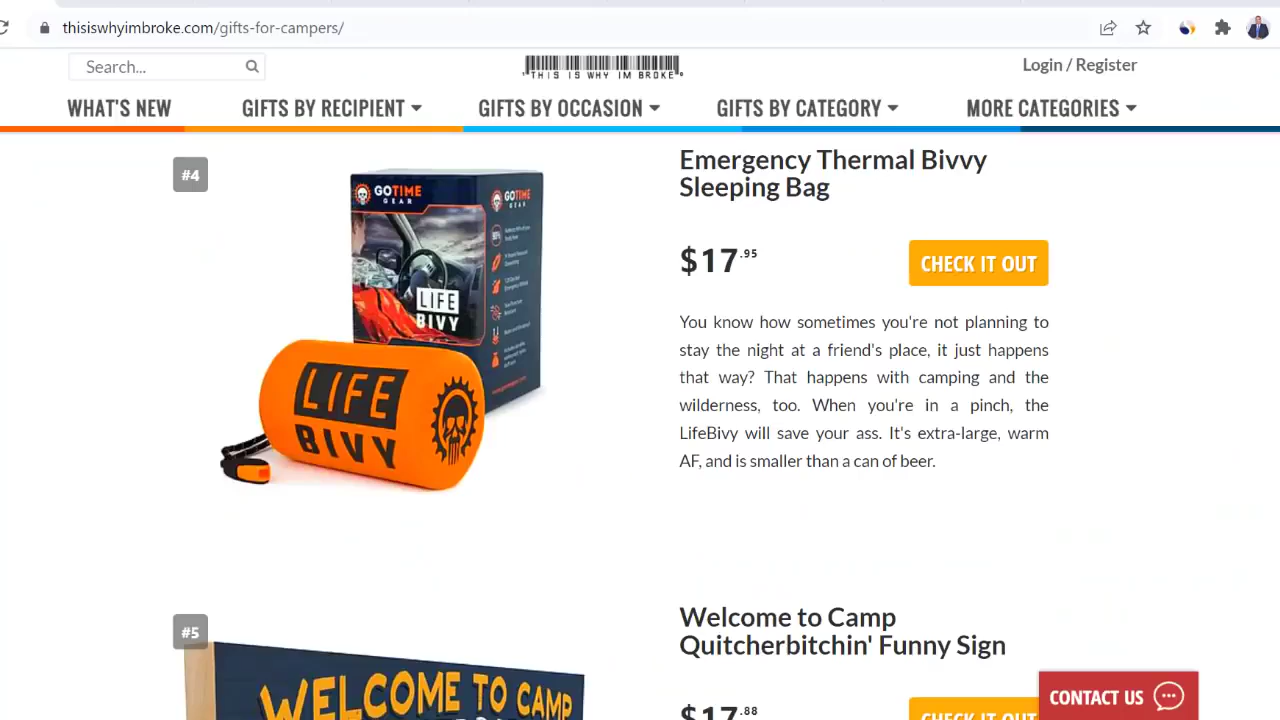 thisiswhyimbroke.com/gifts-for-campers/
Search...
THIS IS WHY IM BROKE
Login / Register
WHAT'S NEW
GIFTS BY RECIPIENT
GIFTS BY OCCASION
GIFTS BY CATEGORY
MORE CATEGORIES
#4
GOTIME
GEAR
GOTIME
GEAR
LIFE
BIVY
LIFE
BIVY
Emergency Thermal Bivvy
Sleeping Bag
$17.95
CHECK IT OUT
You know how sometimes you're not planning to
stay the night at a friend's place, it just happens
that way? That happens with camping and the
wilderness, too. When you're in a pinch, the
LifeBivy will save your ass. It's extra-large, warm
AF, and is smaller than a can of beer.
#5
WELCOME TO CAMP
Welcome to Camp
Quitcherbitchin' Funny Sign
$17.88
CHECK IT OUT
CONTACT US